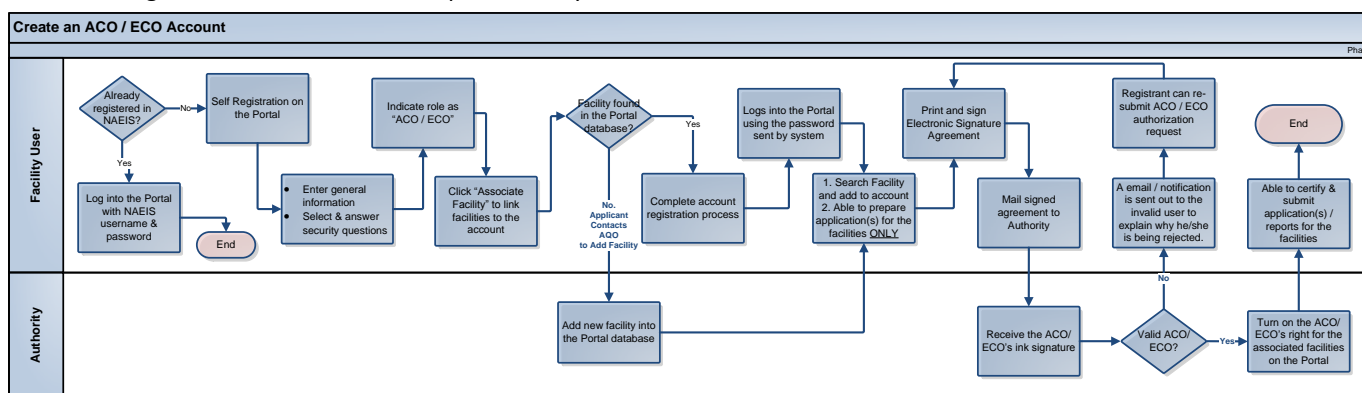 Create an ACO / ECO Account
Pha
Facility User
Already
registered in
NAEIS?
No
Self Registration on
the Portal
Yes
Log into the Portal
with NAEIS
username &
password
End
• Enter general
information
• Select & answer
security questions
Indicate role as
“ACO / ECO”
Click “Associate
Facility” to link
facilities to the
account
Facility found
in the Portal
database?
Yes
No.
Applicant
Contacts
AQO
to Add Facility
Complete account
registration process
Logs into the Portal
using the password
sent by system
1. Search Facility
and add to account
2. Able to prepare
application(s) for the
facilities ONLY
Print and sign
Electronic Signature
Agreement
Mail signed
agreement to
Authority
Registrant can re-
submit ACO / ECO
authorization
request
A email / notification
is sent out to the
invalid user to
explain why he/she
is being rejected.
End
Able to certify &
submit
application(s) /
reports for the
facilities
Authority
Add new facility into
the Portal database
Receive the ACO/
ECO’s ink signature
Valid ACO/
ECO?
No
Yes
Turn on the ACO/
ECO’s right for the
associated facilities
on the Portal